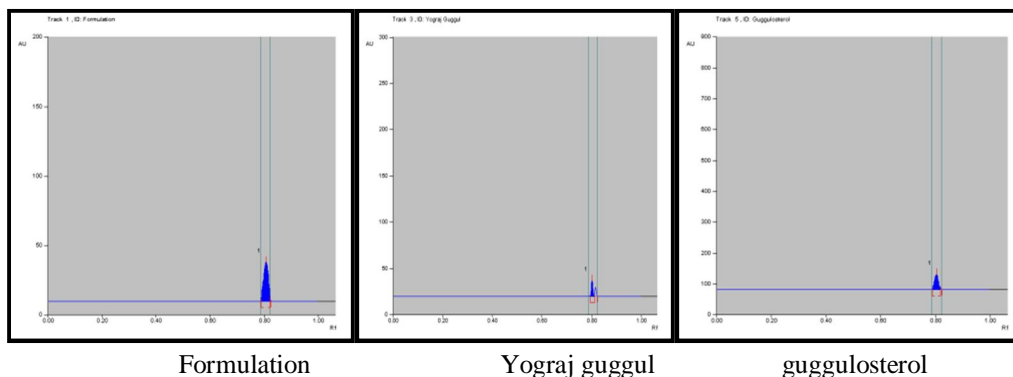 Track 1 , ID: Formulation
AU
200
150
100
50
0
1
0.00 0.20 0.40 0.60 0.80 1.00
Rf
Track 3 , ID: Yograj Guggul
AU
300
250
200
150
100
50
0
1
0.00 0.20 0.40 0.60 0.80 1.00
Rf
Track 5 , ID: Guggulosterol
AU
900
800
700
600
500
400
300
200
100
0
1
0.00 0.20 0.40 0.60 0.80 1.00
Rf
Formulation Yograj guggul guggulosterol